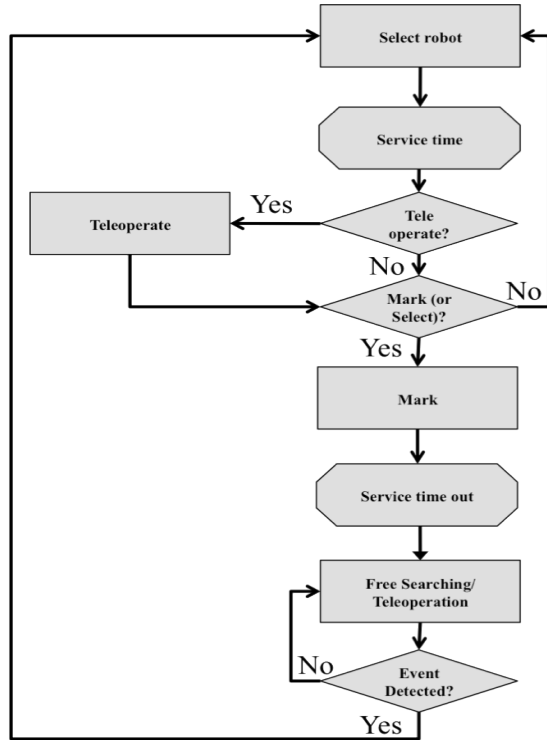 Select robot
Service time
Yes
Teleoperate
Tele
operate?
No
Mark (or
Select)?
No
Yes
Mark
Service time out
Free Searching/
Teleoperation
No
Event
Detected?
Yes